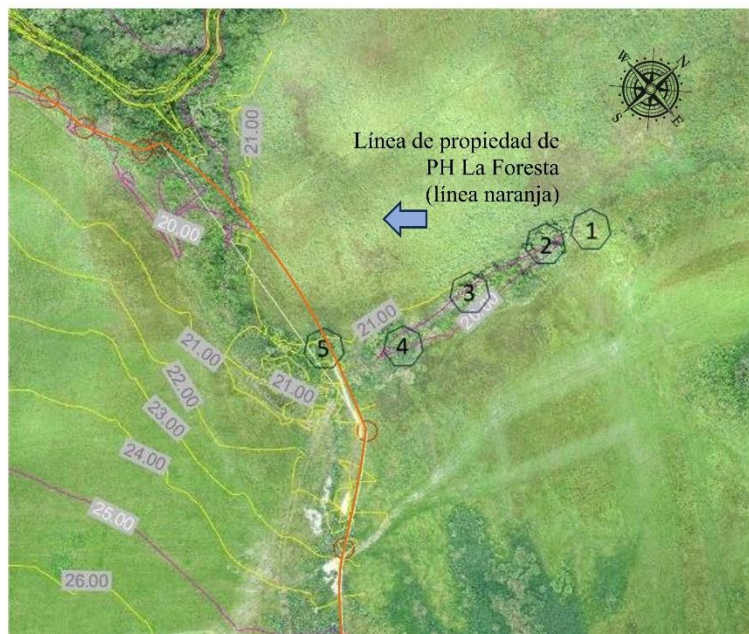 W
N
S
E
21.00
Línea de propiedad de
PH La Foresta
(línea naranja)
20.00
1
2
3
21.00
4
5
21.00
21.00
22.00
23.00
24.00
25.00
26.00